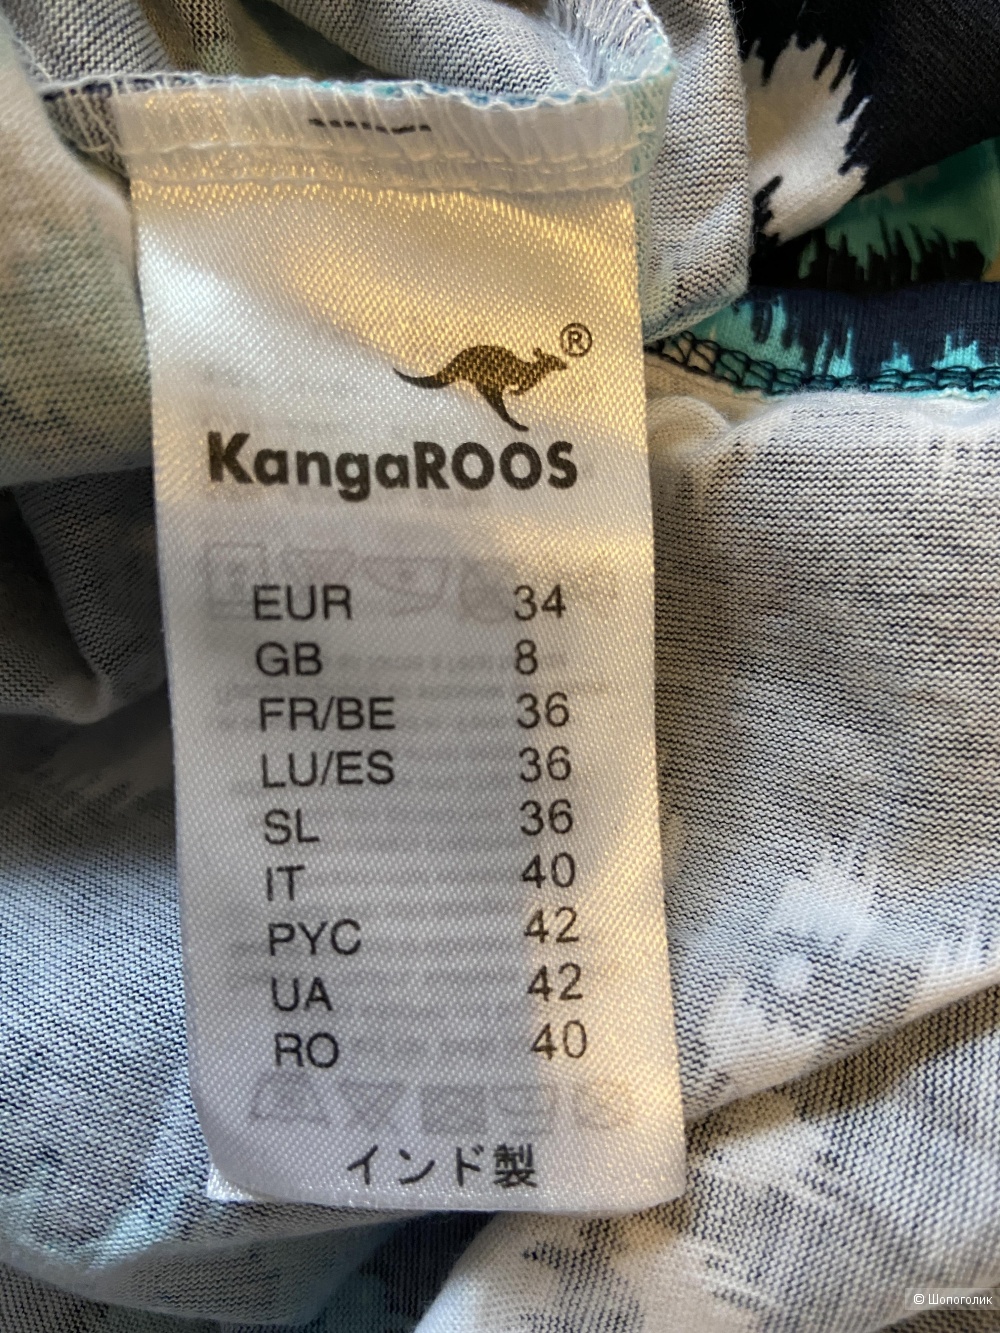 ®
KangaROOS
EUR 34
GB 8
FR/BE 36
LU/ES 36
SL 36
IT 40
РУС 42
UA 42
RO 40
インド製
© Шопоголик